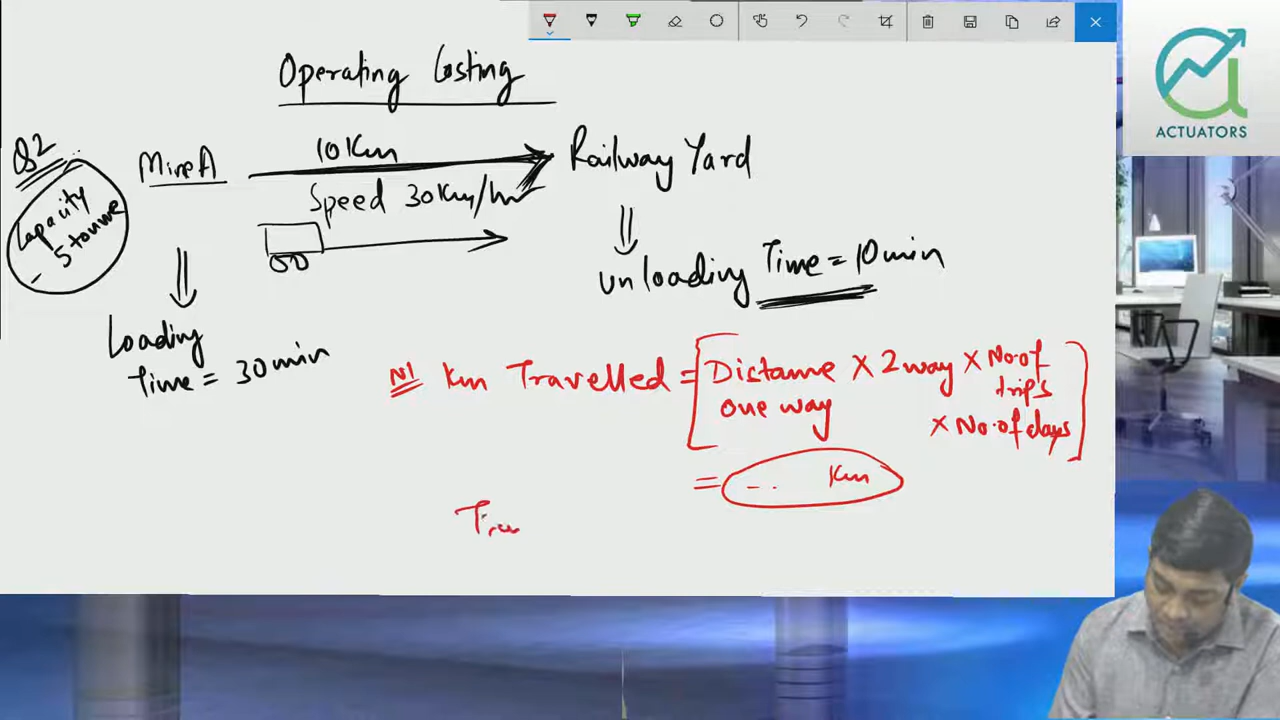 Operating Costing
Q2
Mine A
10 Km
Railway Yard
Capacity
- 5 tonne
Speed 30 Km/hr
unloading Time = 10 min
Loading
Time = 30 min
N1 Km Travelled = [Distance × 2 way × No. of
trips
one way
× No. of days]
= -.. Km
Tra
ACTUATORS